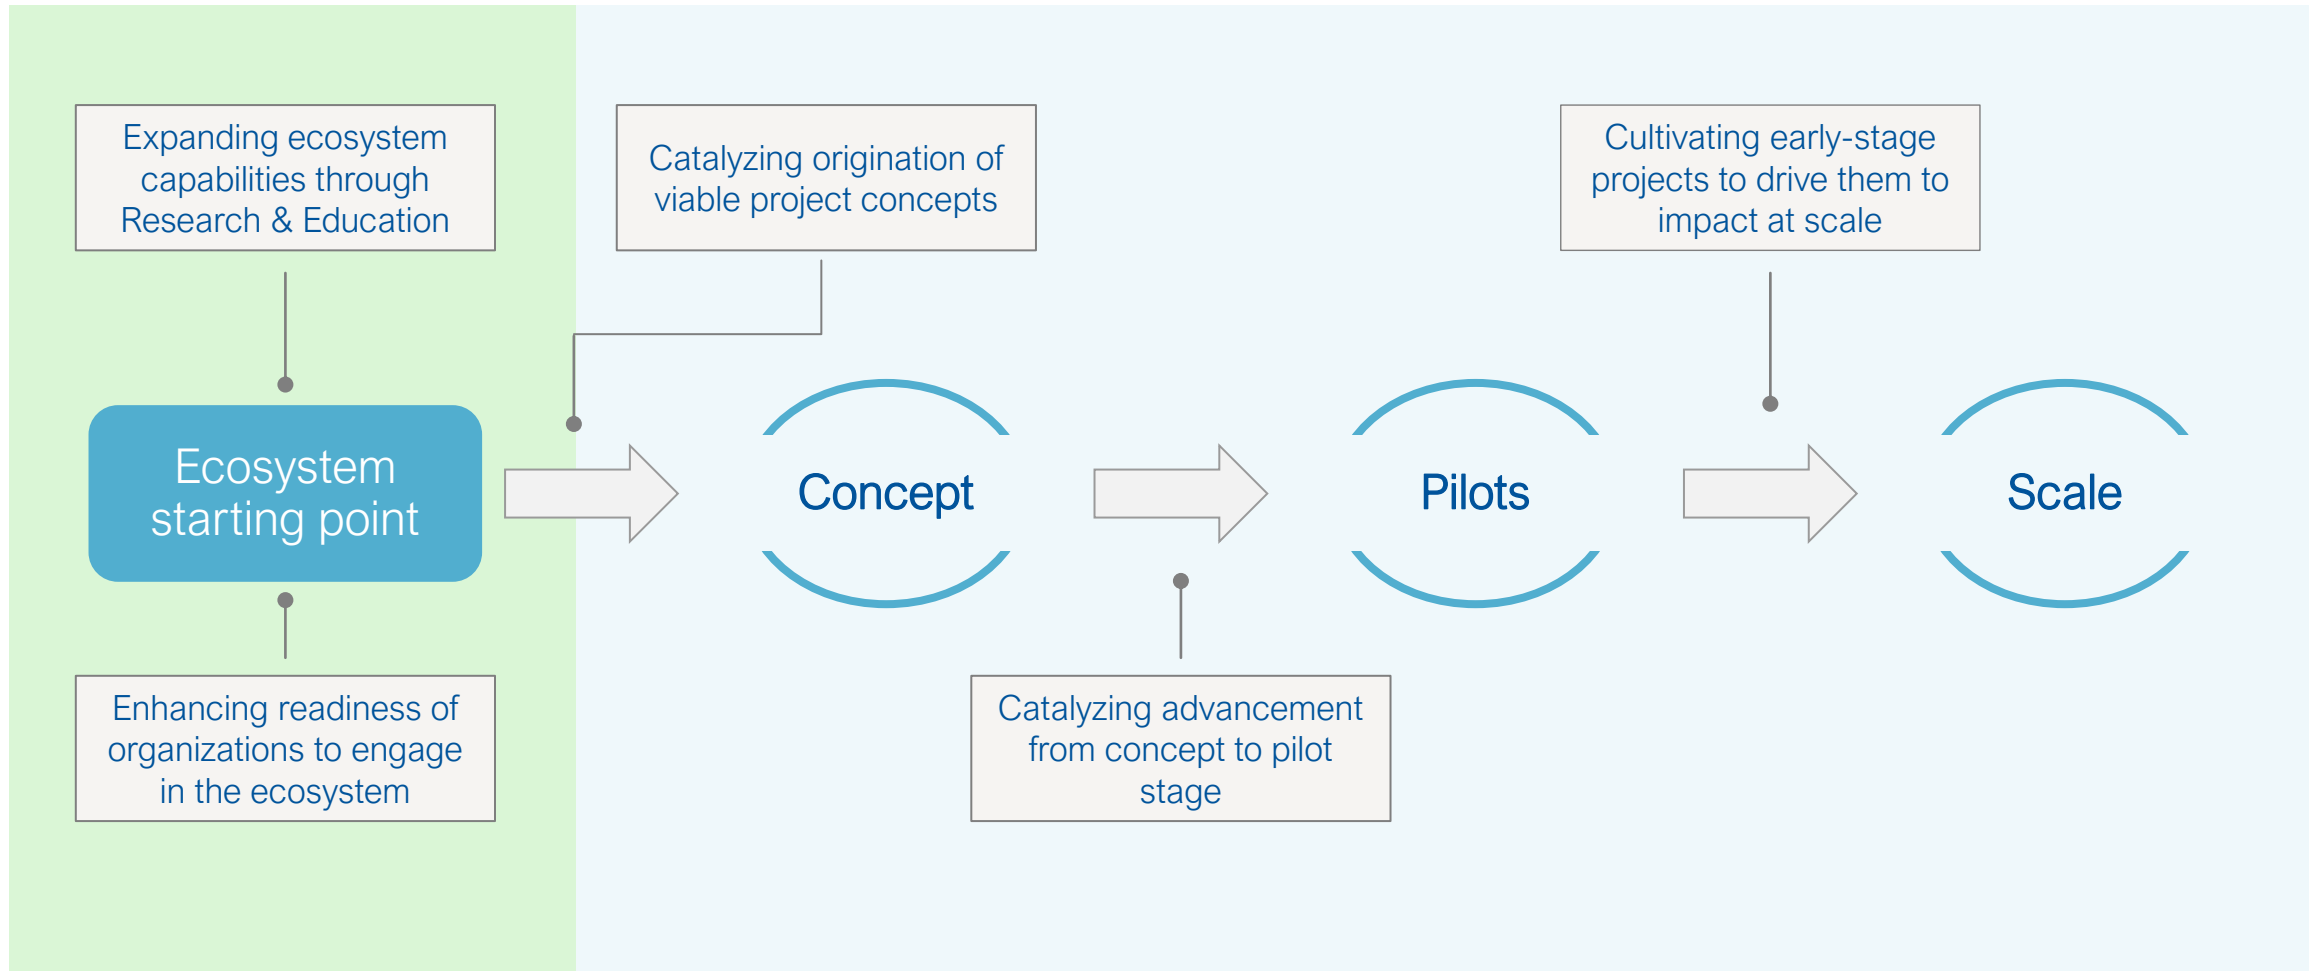 Expanding ecosystem
capabilities through
Research & Education
Catalyzing origination of
viable project concepts
Cultivating early-stage
projects to drive them to
impact at scale
Ecosystem
starting point
Concept
Pilots
Scale
Enhancing readiness of
organizations to engage
in the ecosystem
Catalyzing advancement
from concept to pilot
stage